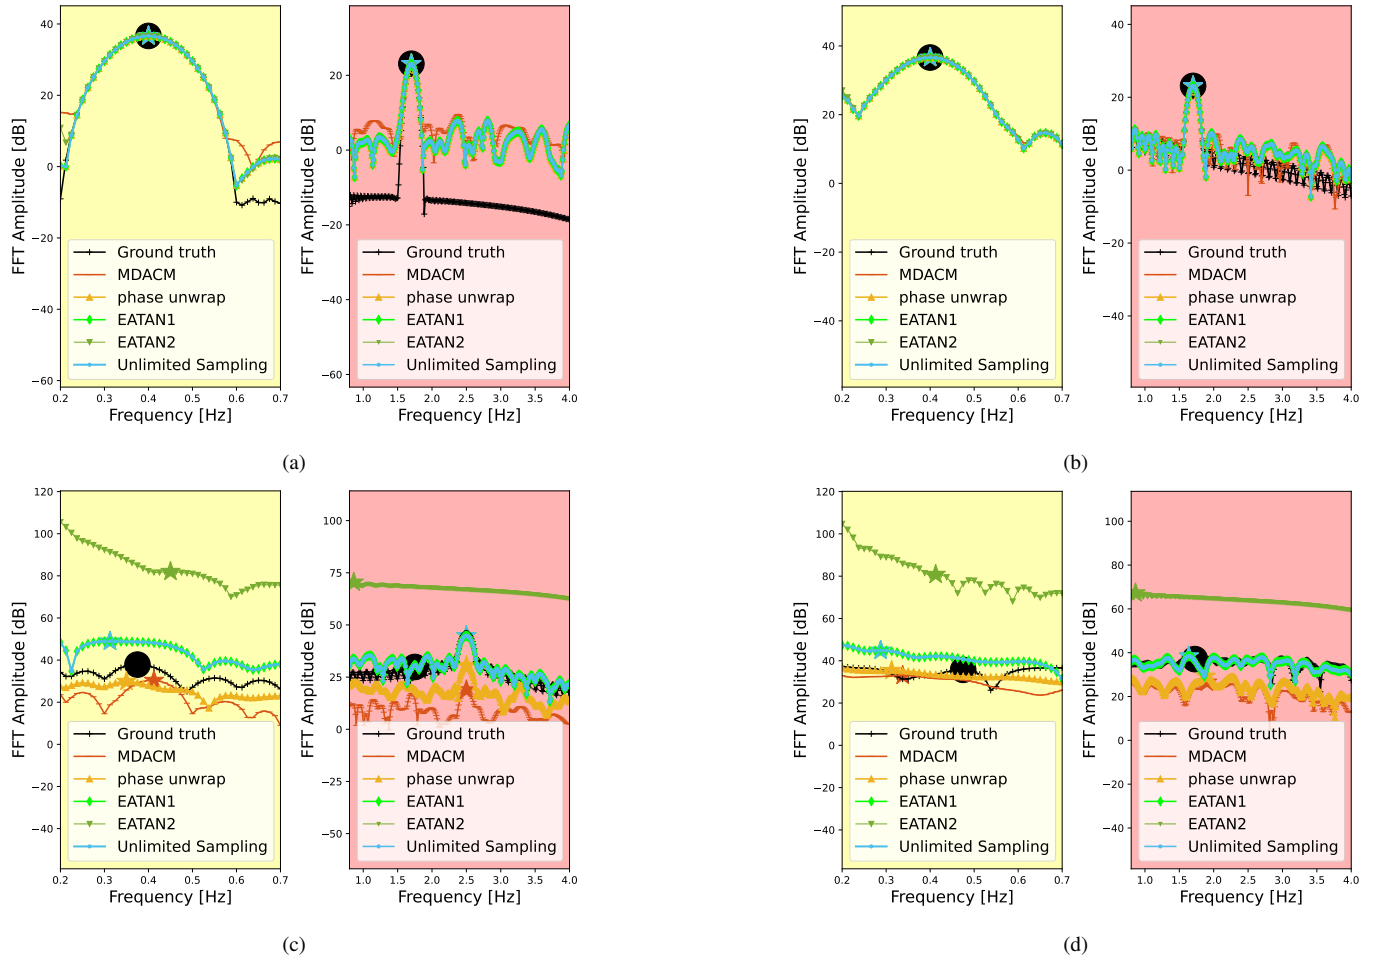 FFT Amplitude [dB]
40
20
0
−20
−40
−60
0.2 0.3 0.4 0.5 0.6 0.7
Frequency [Hz]
Ground truth
MDACM
phase unwrap
EATAN1
EATAN2
Unlimited Sampling
FFT Amplitude [dB]
20
0
−20
−40
−60
1.0 1.5 2.0 2.5 3.0 3.5 4.0
Frequency [Hz]
Ground truth
MDACM
phase unwrap
EATAN1
EATAN2
Unlimited Sampling
(a)
FFT Amplitude [dB]
40
20
0
−20
−40
0.2 0.3 0.4 0.5 0.6 0.7
Frequency [Hz]
Ground truth
MDACM
phase unwrap
EATAN1
EATAN2
Unlimited Sampling
FFT Amplitude [dB]
40
20
0
−20
−40
1.0 1.5 2.0 2.5 3.0 3.5 4.0
Frequency [Hz]
Ground truth
MDACM
phase unwrap
EATAN1
EATAN2
Unlimited Sampling
(b)
FFT Amplitude [dB]
120
100
80
60
40
20
0
−20
−40
0.2 0.3 0.4 0.5 0.6 0.7
Frequency [Hz]
Ground truth
MDACM
phase unwrap
EATAN1
EATAN2
Unlimited Sampling
FFT Amplitude [dB]
100
75
50
25
0
−25
−50
1.0 1.5 2.0 2.5 3.0 3.5 4.0
Frequency [Hz]
Ground truth
MDACM
phase unwrap
EATAN1
EATAN2
Unlimited Sampling
(c)
FFT Amplitude [dB]
120
100
80
60
40
20
0
−20
−40
0.2 0.3 0.4 0.5 0.6 0.7
Frequency [Hz]
Ground truth
MDACM
phase unwrap
EATAN1
EATAN2
Unlimited Sampling
FFT Amplitude [dB]
100
80
60
40
20
0
−20
−40
1.0 1.5 2.0 2.5 3.0 3.5 4.0
Frequency [Hz]
Ground truth
MDACM
phase unwrap
EATAN1
EATAN2
Unlimited Sampling
(d)